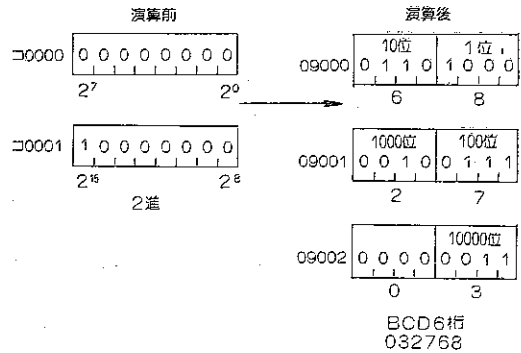 演算前
コ0000
0 0 0 0 0 0 0 0
2⁷ 2⁰
コ0001
1 0 0 0 0 0 0 0
2¹⁵ 2⁸
2進
演算後
10位 1位
09000
0 1 1 0 1 0 0 0
6 8
1000位 100位
09001
0 0 1 0 0 1 1 1
2 7
10000位
09002
0 0 0 0 0 0 1 1
0 3
BCD6桁
032768